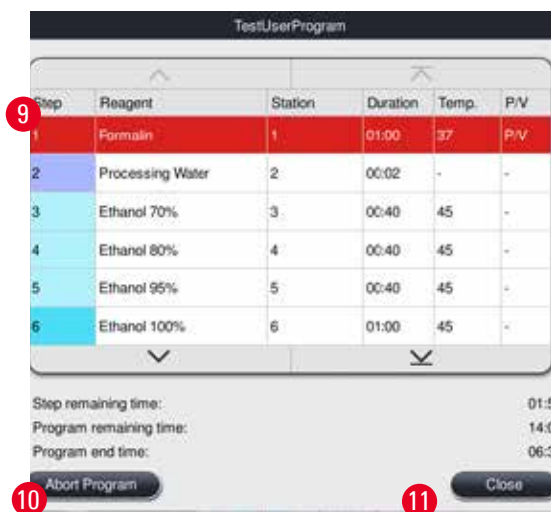 TestUserProgram
Step Reagent Station Duration Temp. P/V
9
1 Formalin 1 01:00 37 P/V
2 Processing Water 2 00:02 - -
3 Ethanol 70% 3 00:40 45 -
4 Ethanol 80% 4 00:40 45 -
5 Ethanol 95% 5 00:40 45 -
6 Ethanol 100% 6 01:00 45 -
Step remaining time: 01:
Program remaining time: 14:
Program end time: 06:
Abort Program Close
10 11